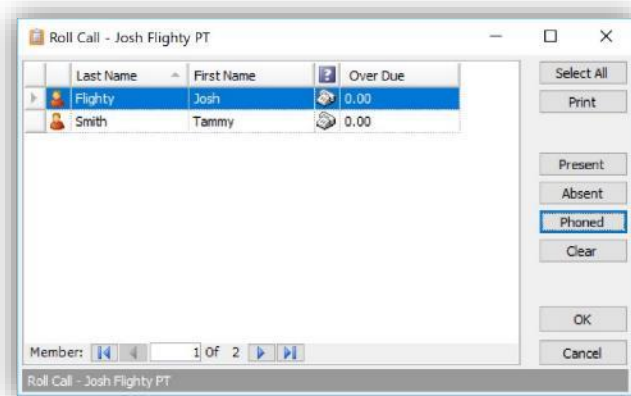 Roll Call - Josh Flighty PT
Last Name First Name ? Over Due
Flighty Josh 0.00
Smith Tammy 0.00
Select All
Print
Present
Absent
Phoned
Clear
OK
Cancel
Member: 1 Of 2
Roll Call - Josh Flighty PT